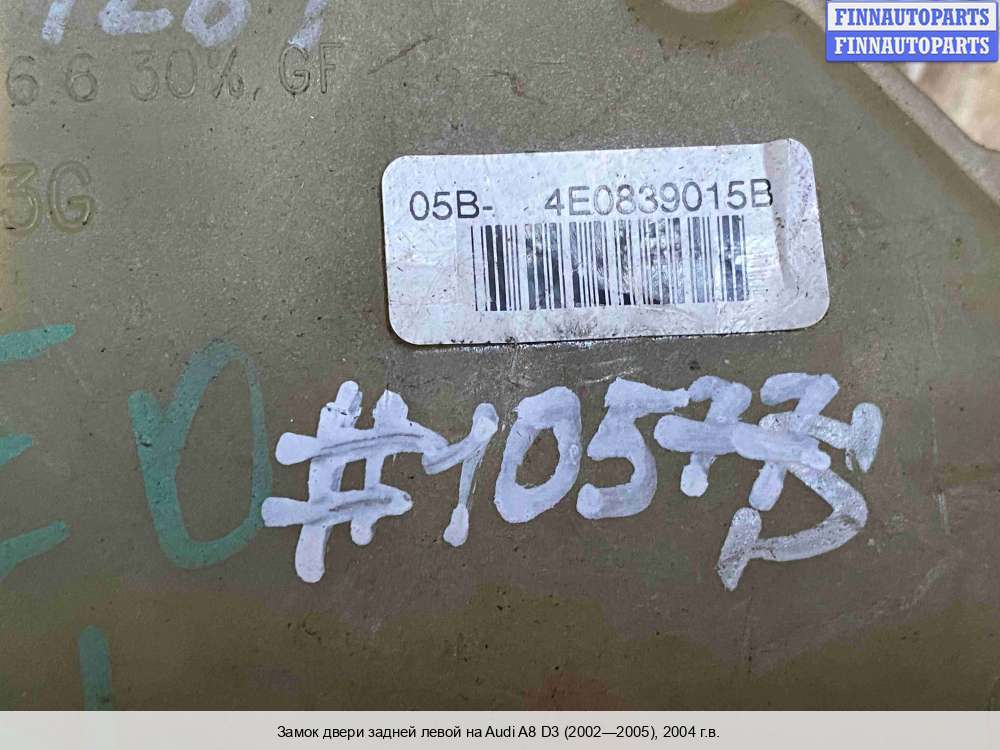 FINNAUTOPARTS
FINNAUTOPARTS
6.6 30% GF
3G
05B- 4E0839015B
#10577
Замок двери задней левой на Audi A8 D3 (2002—2005), 2004 г.в.